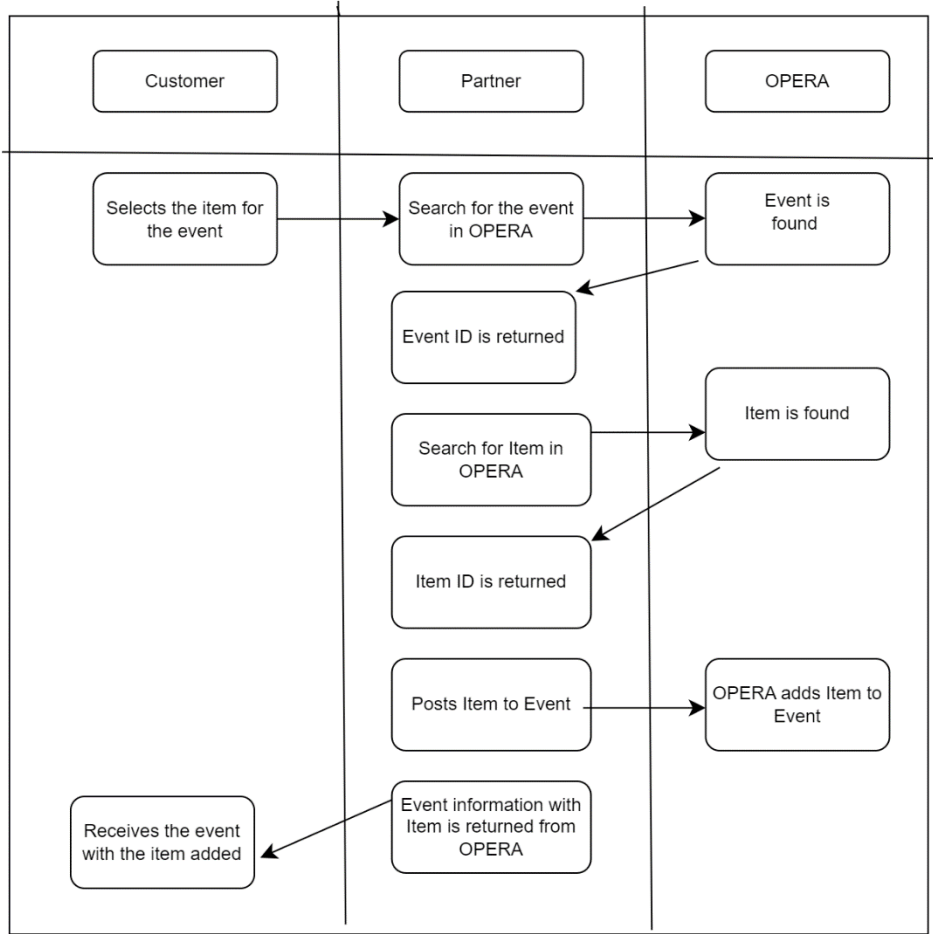 Customer
Partner
OPERA
Selects the item for
the event
Search for the event
in OPERA
Event is
found
Event ID is returned
Item is found
Search for Item in
OPERA
Item ID is returned
Posts Item to Event
OPERA adds Item to
Event
Event information with
Item is returned from
OPERA
Receives the event
with the item added